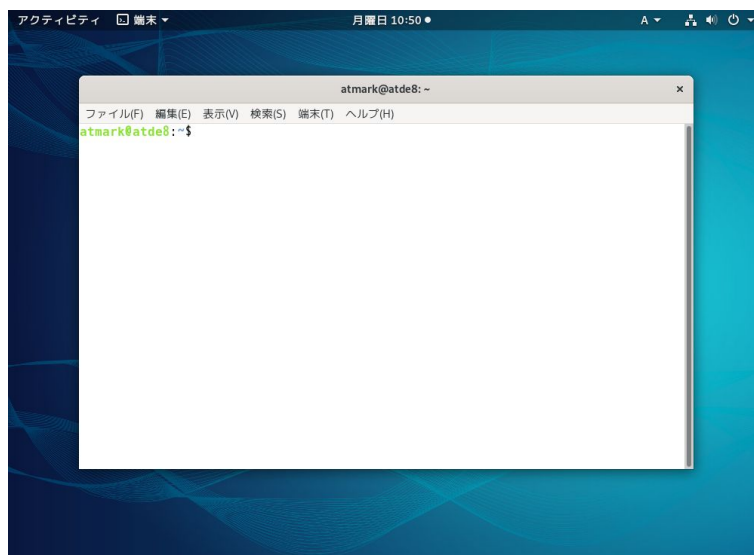 アクティビティ 端末 月曜日 10:50 A
atmark@atde8: ~
ファイル(F) 編集(E) 表示(V) 検索(S) 端末(T) ヘルプ(H)
atmark@atde8:~$